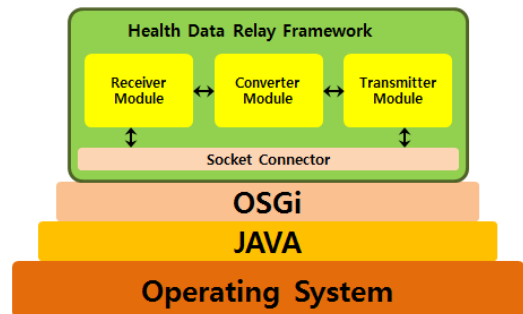 Health Data Relay Framework
Receiver
Module
Converter
Module
Transmitter
Module
Socket Connector
OSGi
JAVA
Operating System